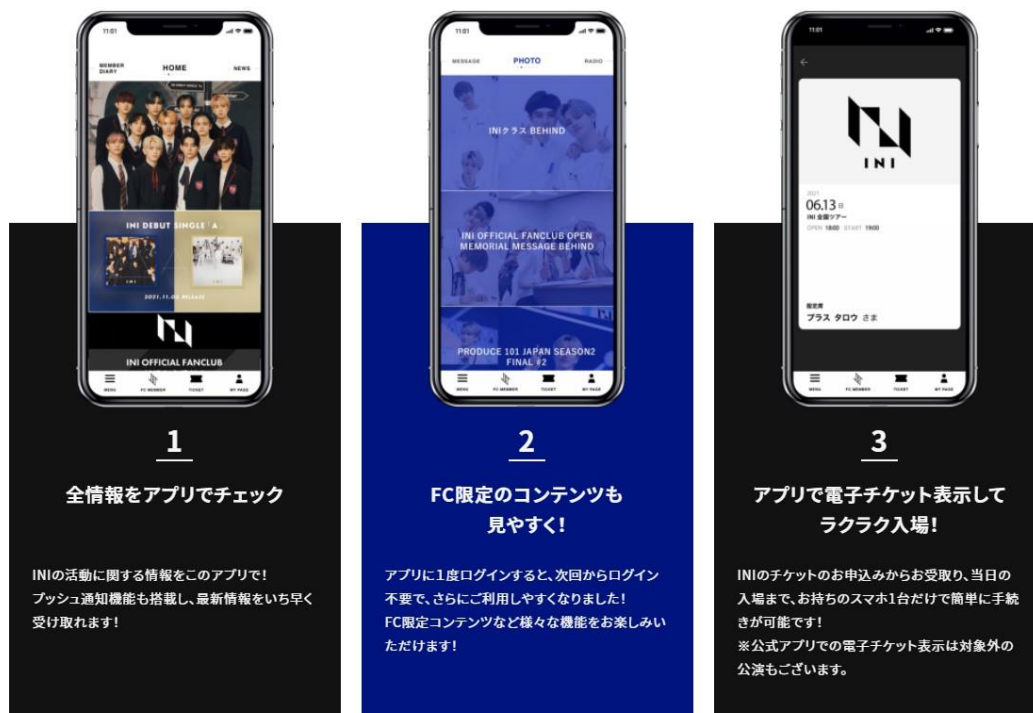 11:01
MEMBER
DIARY
HOME
NEWS
INI DEBUT SINGLE「A」
INI
INI
2021.11.03 RELEASE
INI OFFICIAL FANCLUB
MENU
FC MEMBER
TICKET
MY PAGE
1
全情報をアプリでチェック
INIの活動に関する情報をこのアプリで!
プッシュ通知機能も搭載し、最新情報をいち早く
受け取れます!
11:01
MESSAGE
PHOTO
RADIO
INIクラス BEHIND
INI OFFICIAL FANCLUB OPEN
MEMORIAL MESSAGE BEHIND
PRODUCE 101 JAPAN SEASON2
FINAL #2
MENU
FC MEMBER
TICKET
MY PAGE
2
FC限定のコンテンツも
見やすく!
アプリに1度ログインすると、次回からログイン
不要で、さらにご利用しやすくなりました!
FC限定コンテンツなど様々な機能をお楽しみい
ただけます!
11:01
INI
2021
06.13 日
INI 全国ツアー
OPEN 18:00 START 19:00
指定席
プラス タロウ さま
MENU
FC MEMBER
TICKET
MY PAGE
3
アプリで電子チケット表示して
ラクラク入場!
INIのチケットのお申込みからお受取り、当日の
入場まで、お持ちのスマホ1台だけで簡単に手続
きが可能です!
※公式アプリでの電子チケット表示は対象外の
公演もございます。